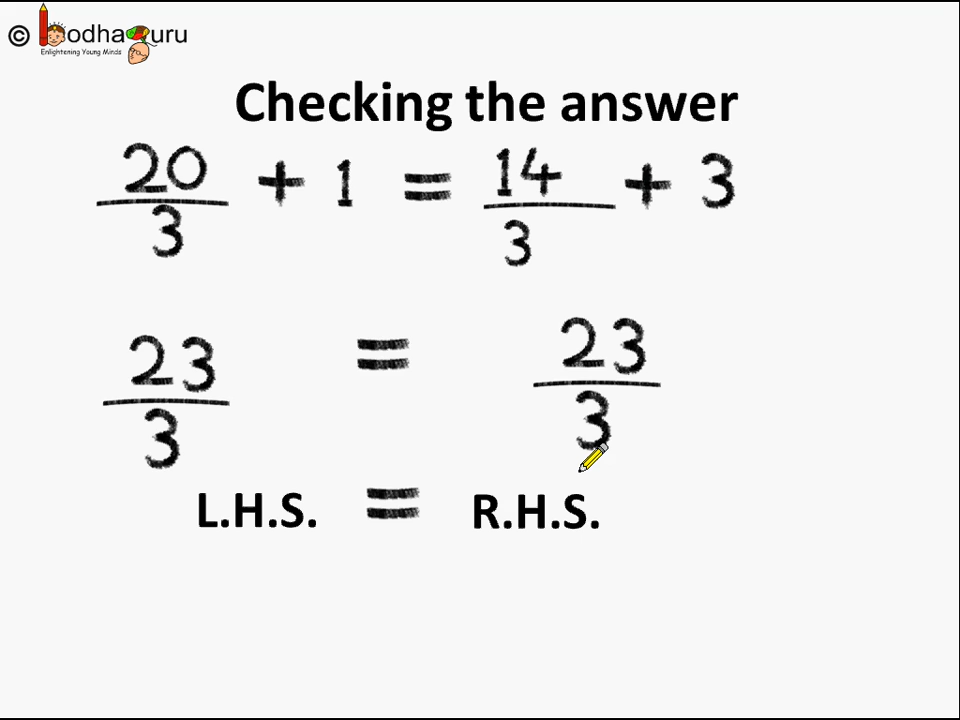 © BodhaGuru
Enlightening Young Minds
Checking the answer
20/3 + 1 = 14/3 + 3
23/3 = 23/3
L.H.S. = R.H.S.